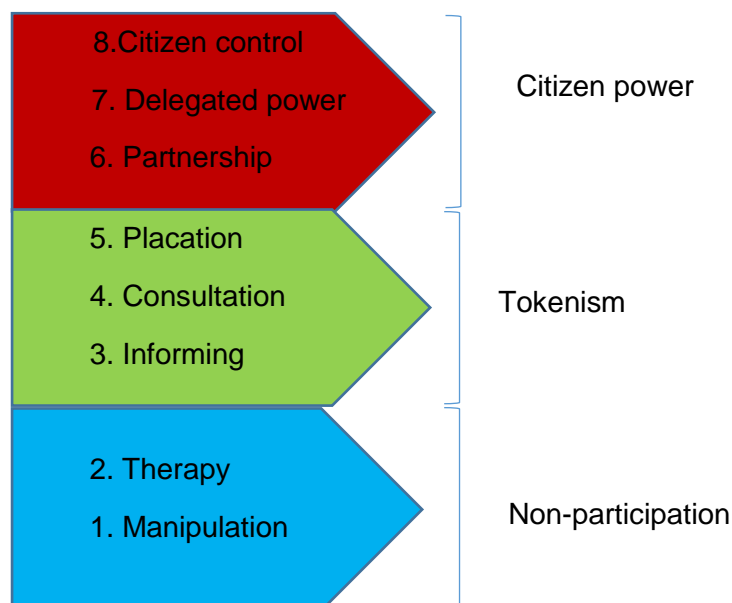 8.Citizen control
7. Delegated power
6. Partnership
Citizen power
5. Placation
4. Consultation
3. Informing
Tokenism
2. Therapy
1. Manipulation
Non-participation